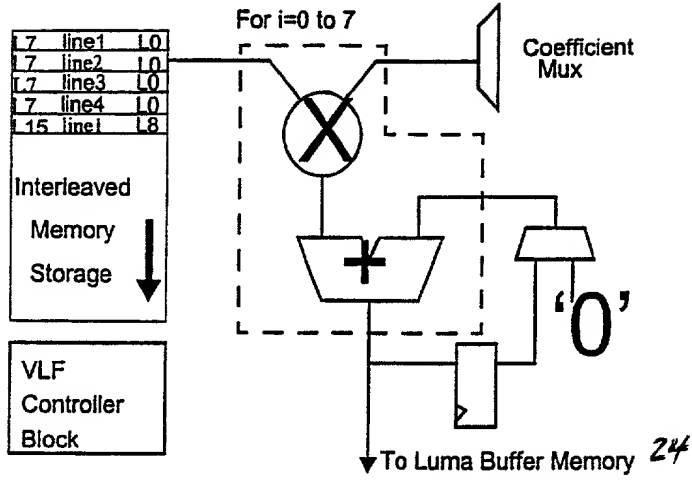 For i=0 to 7
L7 line1 L0
L7 line2 L0
L7 line3 L0
L7 line4 L0
L15 line1 L8
Coefficient
Mux
X
Interleaved
Memory
Storage
+
'0'
VLF
Controller
Block
To Luma Buffer Memory 24